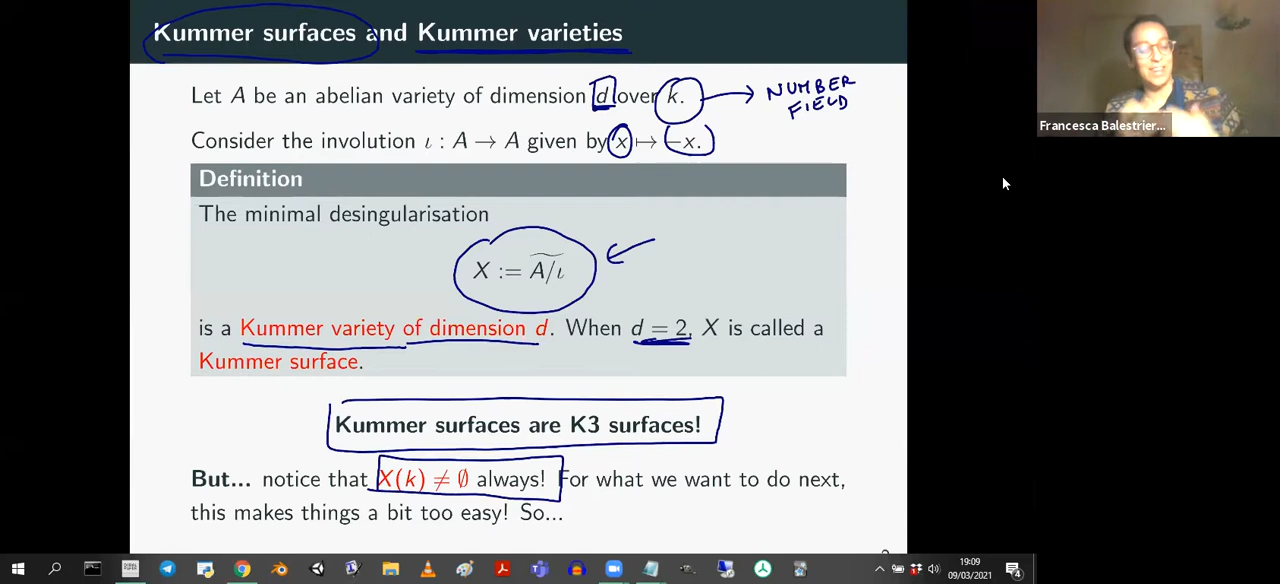 Kummer surfaces and Kummer varieties
Let A be an abelian variety of dimension d over k.
NUMBER
FIELD
Consider the involution ι : A → A given by x ↦ −x.
Definition
The minimal desingularisation
X := \widetilde{A/ι}
is a Kummer variety of dimension d. When d = 2, X is called a
Kummer surface.
Kummer surfaces are K3 surfaces!
But... notice that X(k) ≠ ∅ always! For what we want to do next,
this makes things a bit too easy! So...
Francesca Balestrier...
19:09
09/03/2021
4